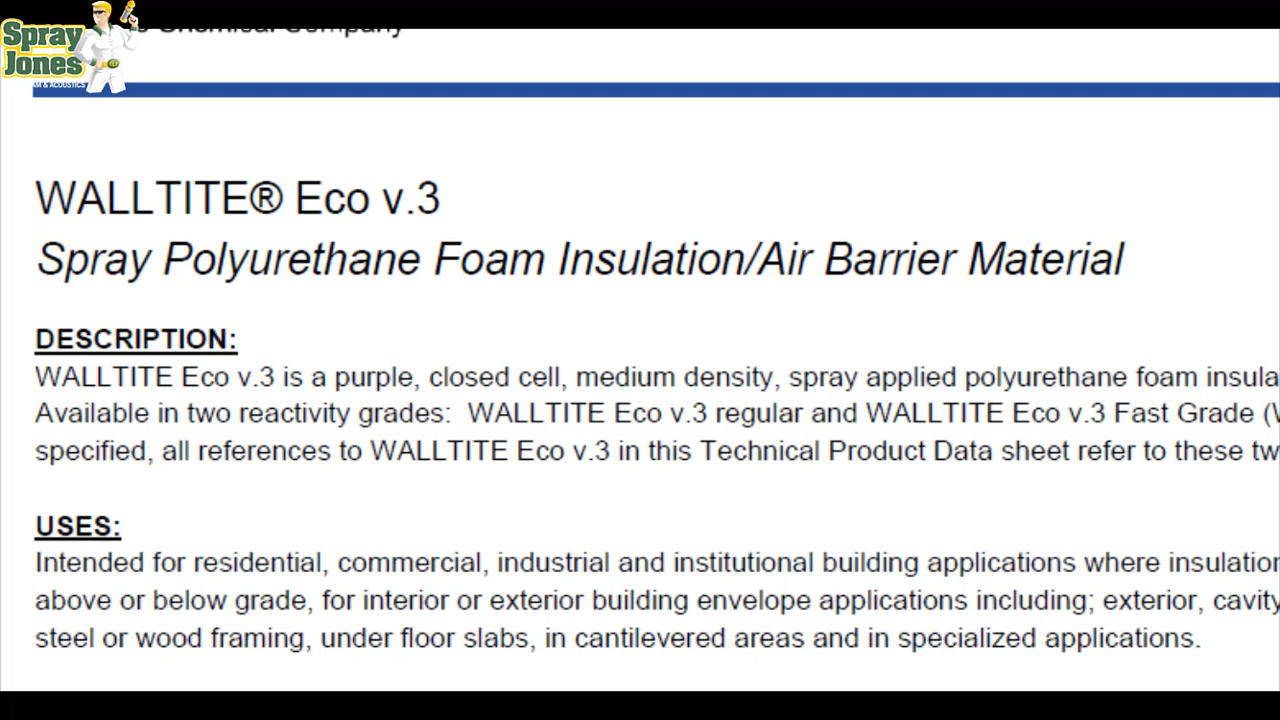 Spray
Jones
AM & ACOUSTICS
Chemical Company
WALLTITE® Eco v.3
Spray Polyurethane Foam Insulation/Air Barrier Material
DESCRIPTION:
WALLTITE Eco v.3 is a purple, closed cell, medium density, spray applied polyurethane foam insula
Available in two reactivity grades: WALLTITE Eco v.3 regular and WALLTITE Eco v.3 Fast Grade (
specified, all references to WALLTITE Eco v.3 in this Technical Product Data sheet refer to these tw
USES:
Intended for residential, commercial, industrial and institutional building applications where insulation
above or below grade, for interior or exterior building envelope applications including; exterior, cavity
steel or wood framing, under floor slabs, in cantilevered areas and in specialized applications.